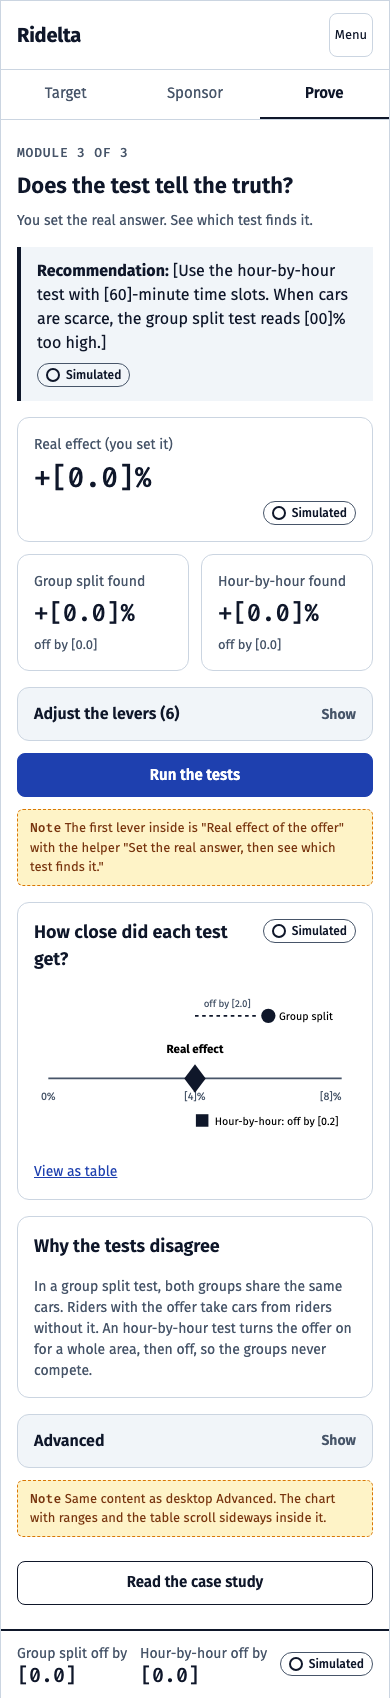 Ridelta
Menu
Target
Sponsor
Prove
MODULE 3 OF 3
Does the test tell the truth?
You set the real answer. See which test finds it.
Recommendation: [Use the hour-by-hour
test with [60]-minute time slots. When cars
are scarce, the group split test reads [00]%
too high.]
Simulated
Real effect (you set it)
+[0.0]%
Simulated
Group split found
+[0.0]%
off by [0.0]
Hour-by-hour found
+[0.0]%
off by [0.0]
Adjust the levers (6)
Show
Run the tests
Note The first lever inside is "Real effect of the offer"
with the helper "Set the real answer, then see which
test finds it."
How close did each test
get?
Simulated
off by [2.0]
Group split
Real effect
0%
[4]%
[8]%
Hour-by-hour: off by [0.2]
View as table
Why the tests disagree
In a group split test, both groups share the same
cars. Riders with the offer take cars from riders
without it. An hour-by-hour test turns the offer on
for a whole area, then off, so the groups never
compete.
Advanced
Show
Note Same content as desktop Advanced. The chart
with ranges and the table scroll sideways inside it.
Read the case study
Group split off by
[0.0]
Hour-by-hour off by
[0.0]
Simulated